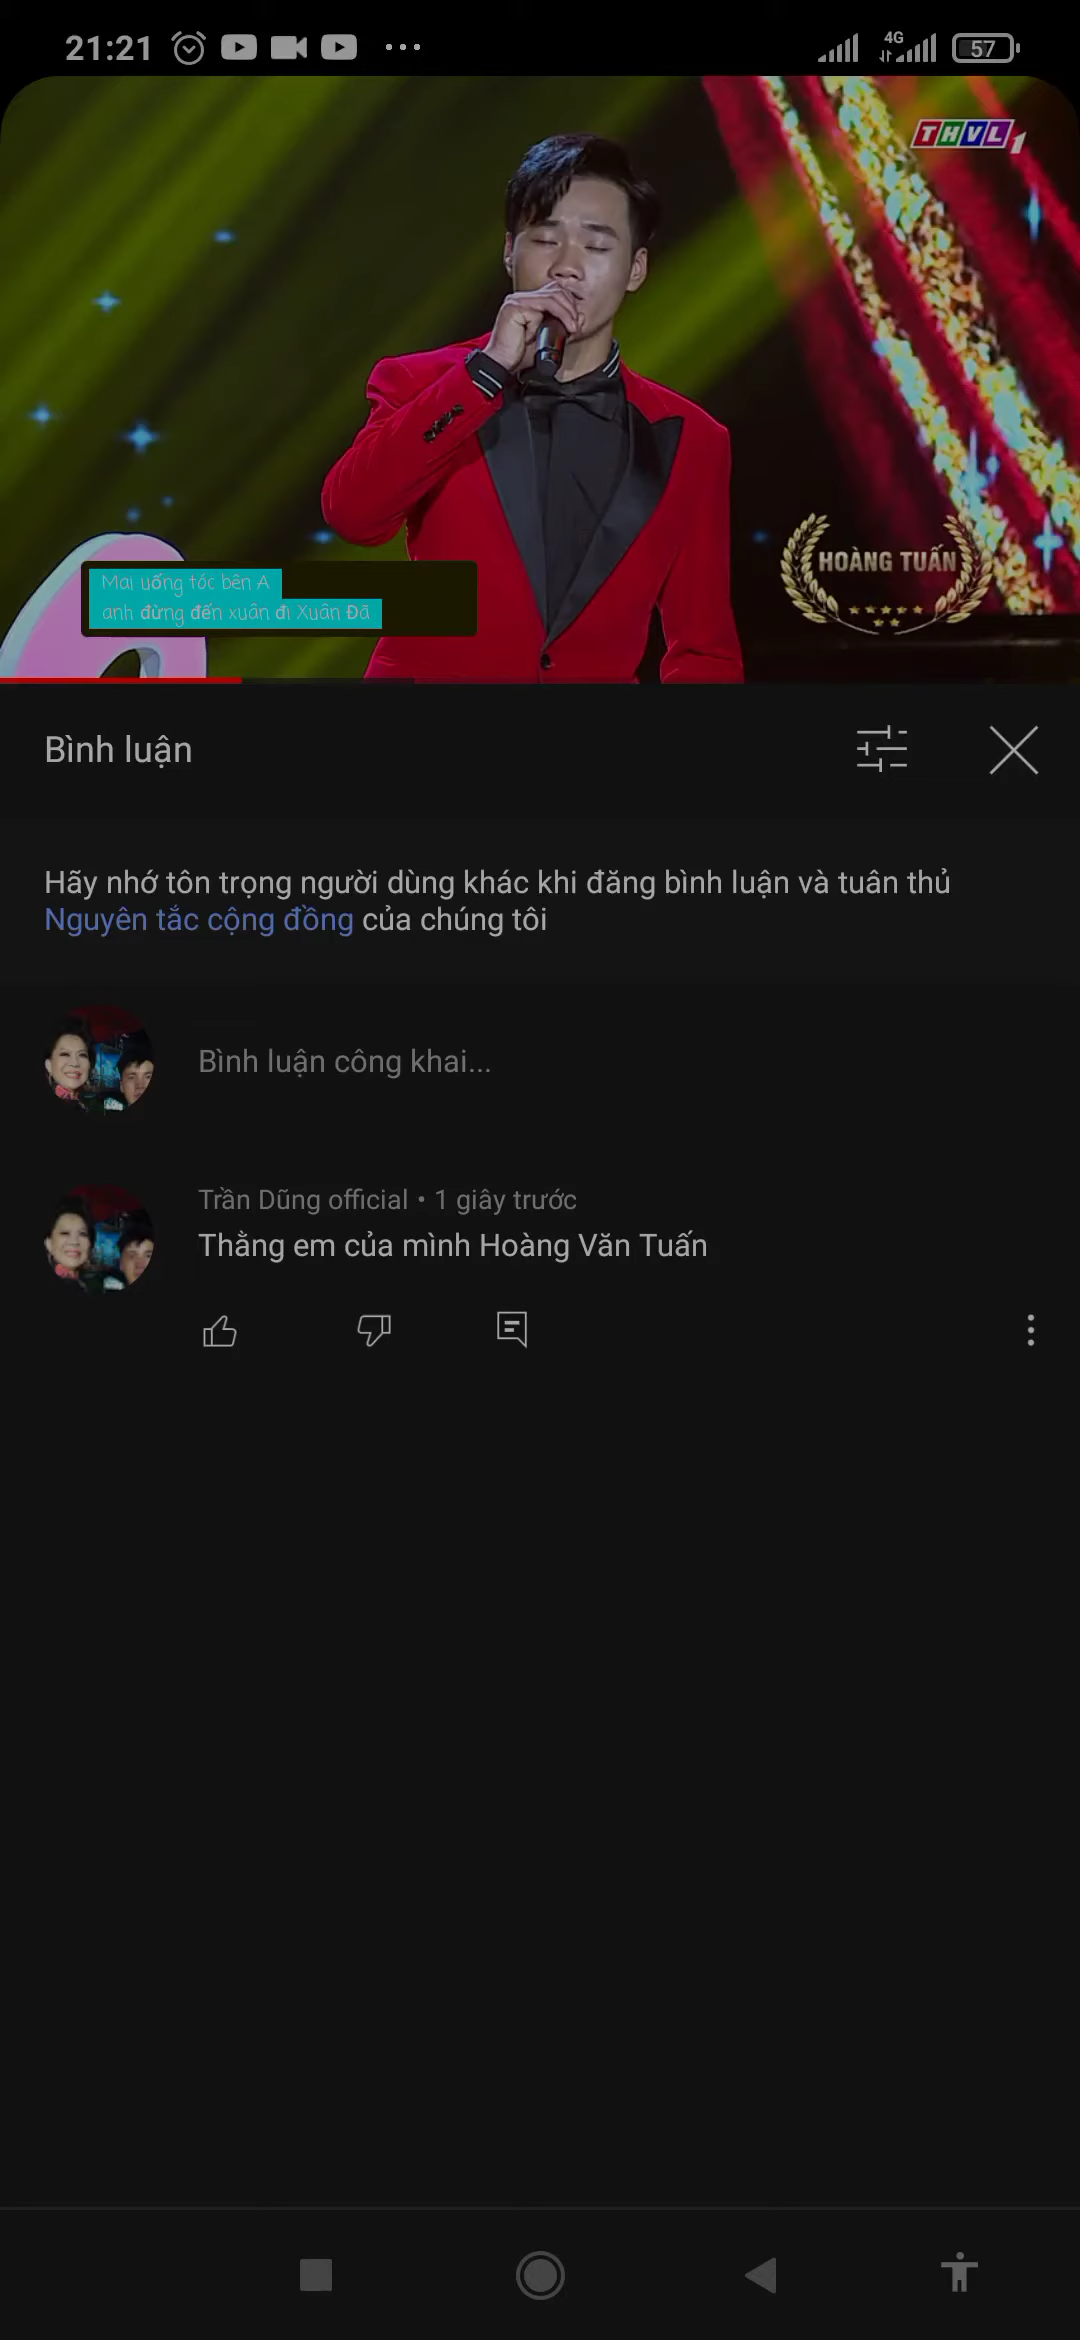 21:21
4G
57
THVL1
HOÀNG TUẤN
Mai uống tóc bên A
anh đừng đến xuân đi Xuân Đã
Bình luận
Hãy nhớ tôn trọng người dùng khác khi đăng bình luận và tuân thủ
Nguyên tắc cộng đồng của chúng tôi
Bình luận công khai...
Trần Dũng official • 1 giây trước
Thằng em của mình Hoàng Văn Tuấn